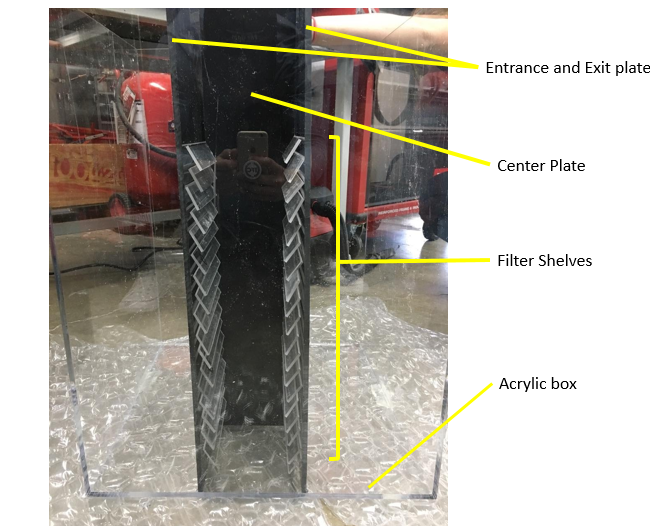 Entrance and Exit plate
Center Plate
Filter Shelves
Acrylic box